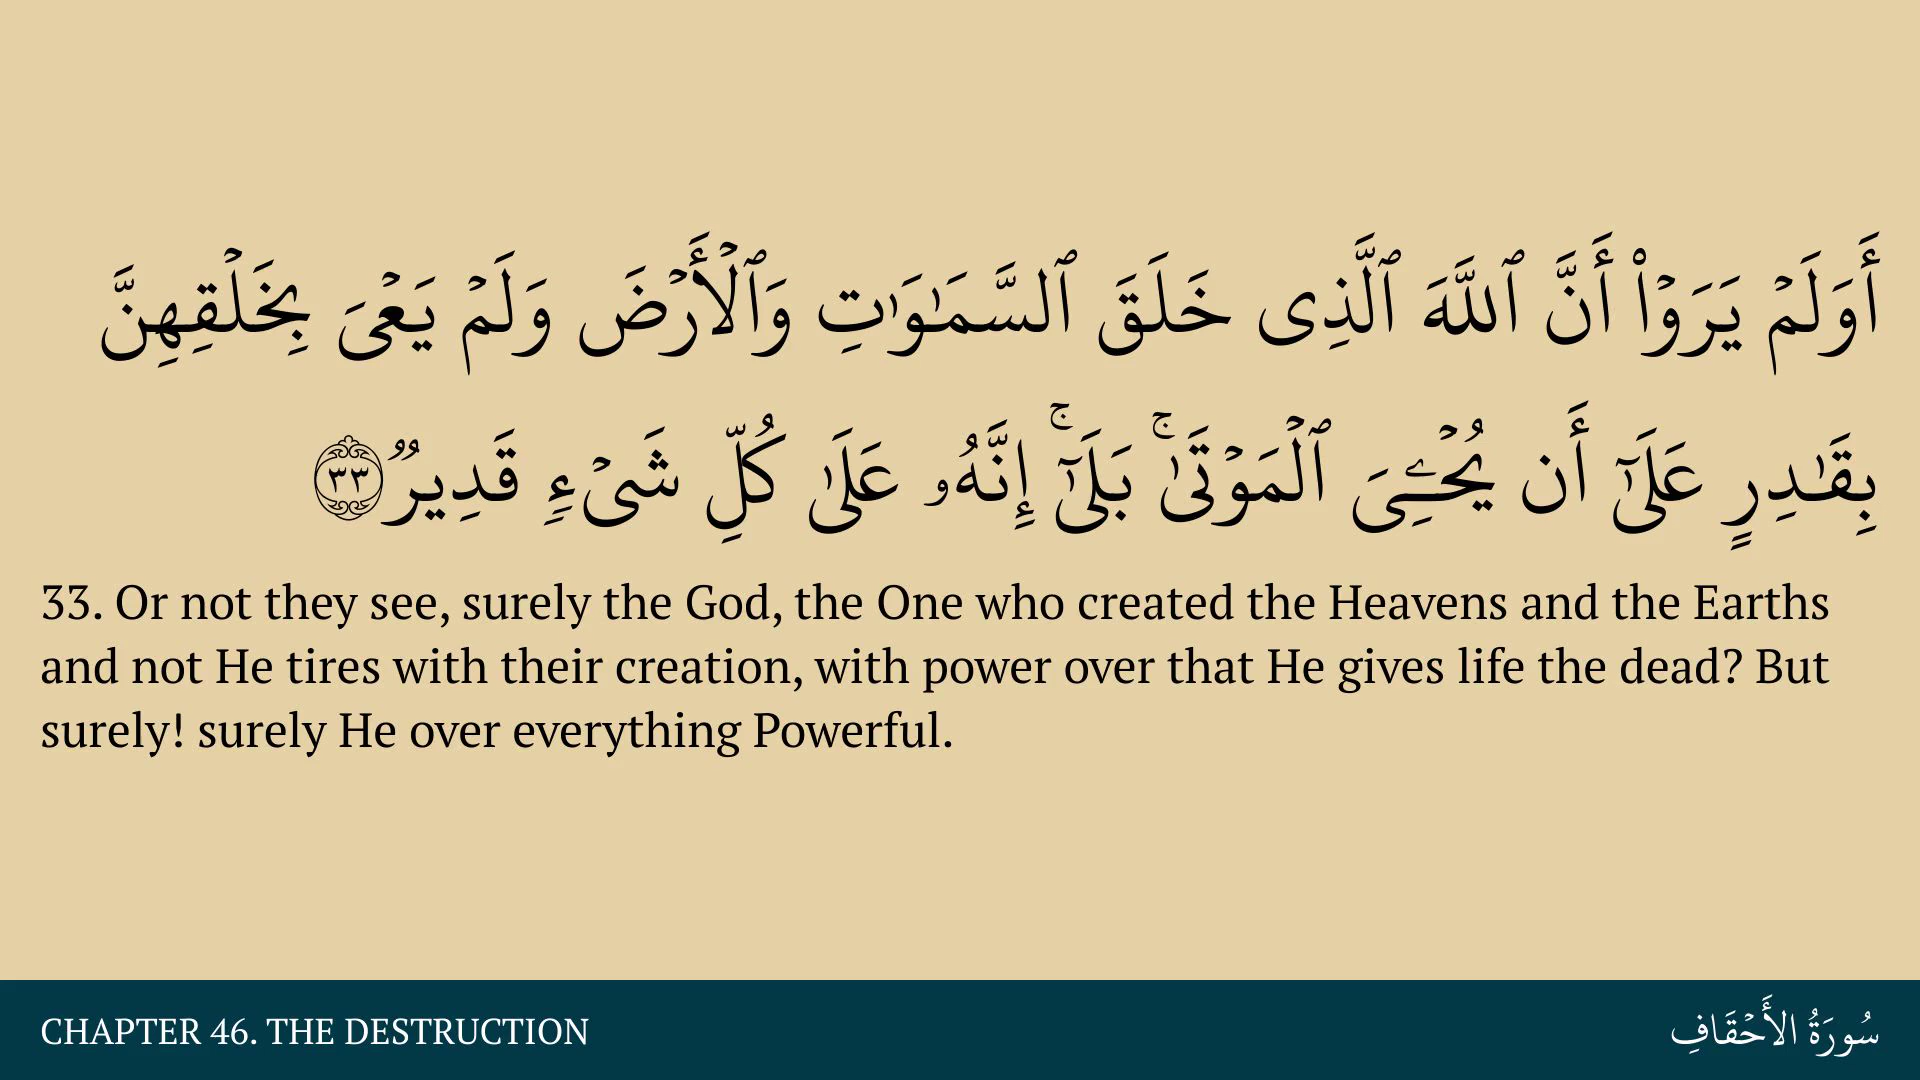 أَوَلَمۡ يَرَوۡاْ أَنَّ ٱللَّهَ ٱلَّذِى خَلَقَ ٱلسَّمَـٰوَٰتِ وَٱلۡأَرۡضَ وَلَمۡ يَعۡىَ بِخَلۡقِهِنَّ
بِقَـٰدِرٍ عَلَىٰٓ أَن يُحۡـِۧىَ ٱلۡمَوۡتَىٰ‌ۚ بَلَىٰٓ‌ۚ إِنَّهُۥ عَلَىٰ كُلِّ شَىۡءٍ قَدِيرٌ ٣٣
33. Or not they see, surely the God, the One who created the Heavens and the Earths
and not He tires with their creation, with power over that He gives life the dead? But
surely! surely He over everything Powerful.
CHAPTER 46. THE DESTRUCTION
سُورَةُ الأَحۡقَافِ